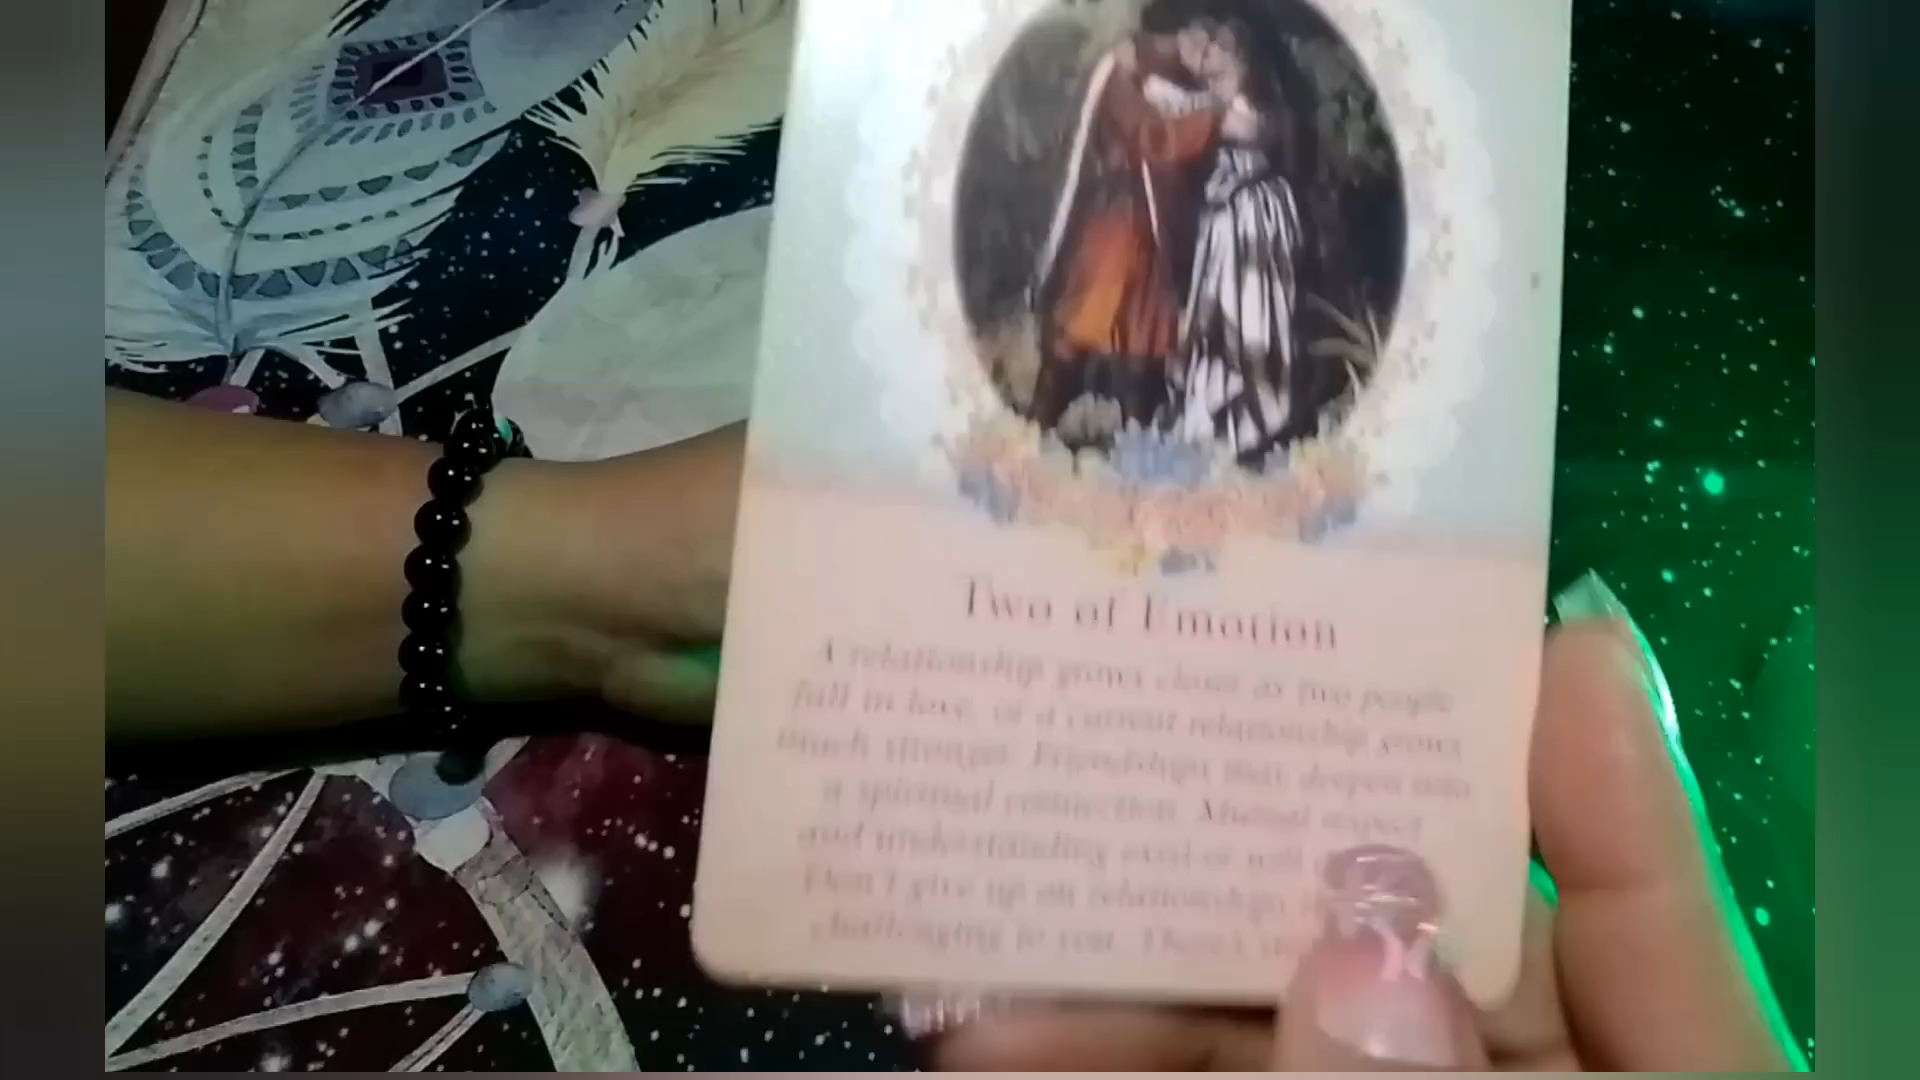 Two of Emotion
A relationship grows closer as two people
fall in love, or a current relationship grows
much stronger. Friendships that deepen into
a spiritual connection. Mutual respect
and understanding
Don't give up on relationships
challenging to you. There's